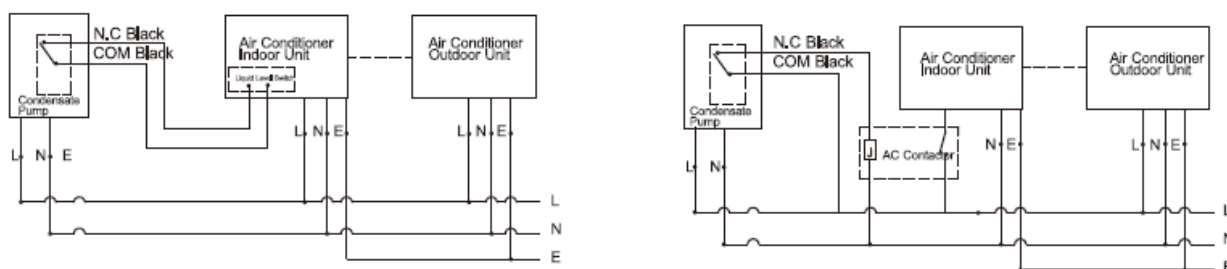 N.C Black
COM Black
Condensate
Pump
Air Conditioner
Indoor Unit
Liquid Level Switch
Air Conditioner
Outdoor Unit
L N E
L N E
L N E
L
N
E
N.C Black
COM Black
Condensate
Pump
Air Conditioner
Indoor Unit
Air Conditioner
Outdoor Unit
J AC Contactor
L N
N E
L N E
L
N
E